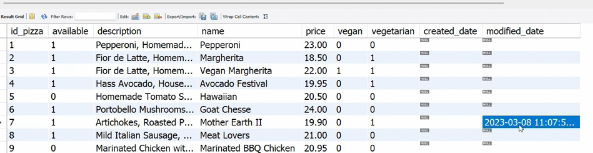 Result Grid Filter Rows: Edit: Export/Import: Wrap Cell Content:
id_pizza available description name price vegan vegetarian created_date modified_date
1 1 Pepperoni, Homemad... Pepperoni 23.00 0 0 NULL NULL
2 1 Fior de Latte, Homem... Margherita 18.50 0 1 NULL NULL
3 1 Fior de Latte, Homem... Vegan Margherita 22.00 1 1 NULL NULL
4 1 Hass Avocado, House... Avocado Festival 19.95 0 1 NULL NULL
5 0 Homemade Tomato S... Hawaiian 20.50 0 0 NULL NULL
6 1 Portobello Mushrooms... Goat Chesse 24.00 0 0 NULL NULL
7 1 Artichokes, Roasted P... Mother Earth II 19.90 0 1 NULL 2023-03-08 11:07:5...
8 1 Mild Italian Sausage, ... Meat Lovers 21.00 0 0 NULL NULL
9 0 Marinated Chicken wit... Marinated BBQ Chicken 20.95 0 0 NULL NULL